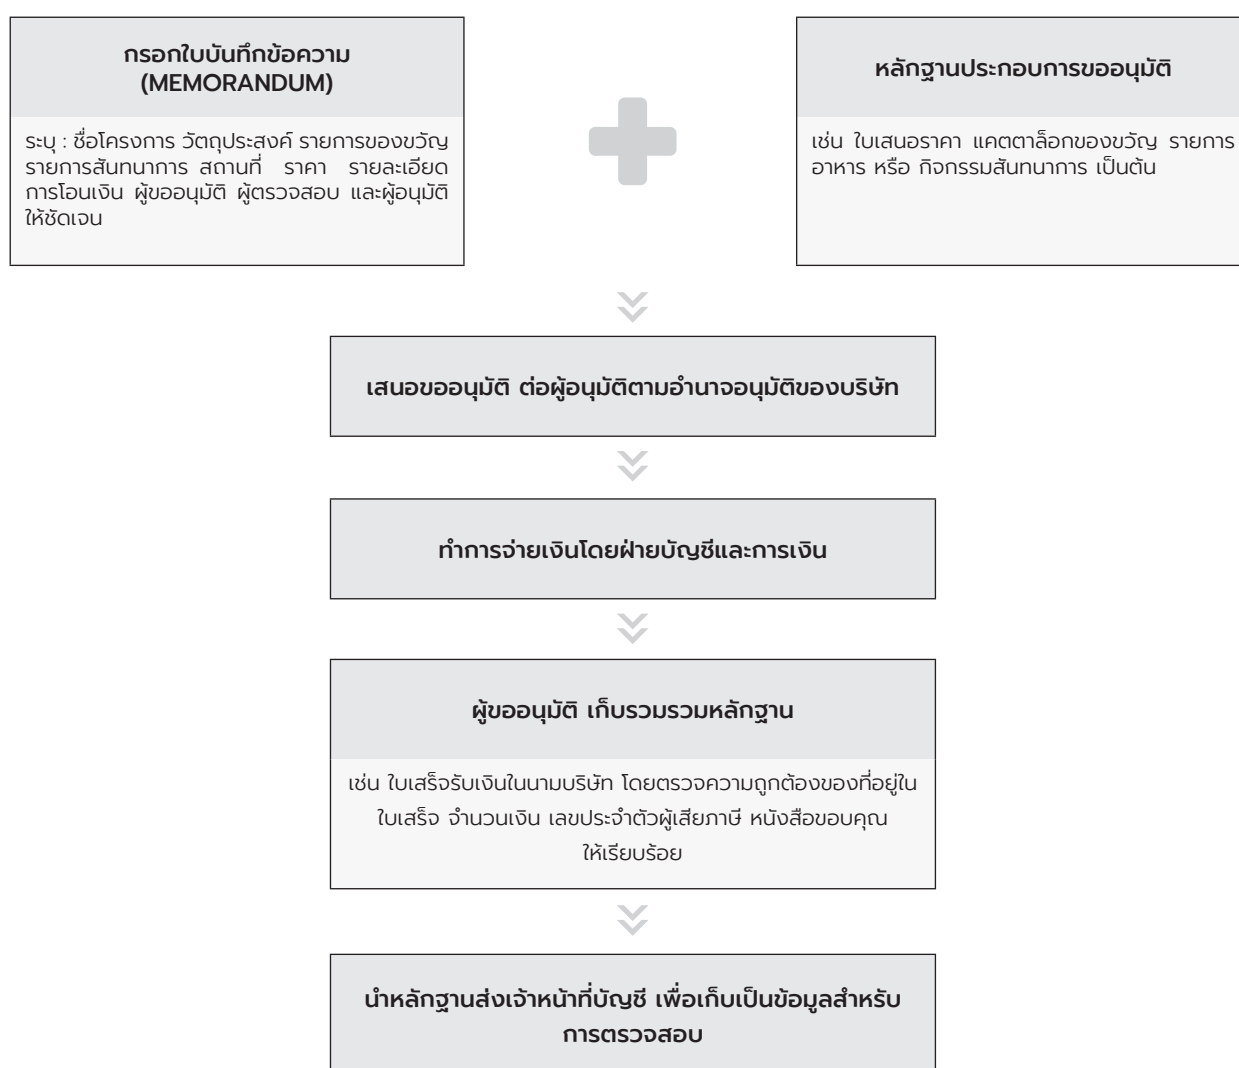 กรอกใบบันทึกข้อความ
(MEMORANDUM)
ระบุ : ชื่อโครงการ วัตถุประสงค์ รายการของขวัญ
รายการสันทนาการ สถานที่ ราคา รายละเอียด
การโอนเงิน ผู้ขออนุมัติ ผู้ตรวจสอบ และผู้อนุมัติ
ให้ชัดเจน
หลักฐานประกอบการขออนุมัติ
เช่น ใบเสนอราคา แคตตาล็อกของขวัญ รายการ
อาหาร หรือ กิจกรรมสันทนาการ เป็นต้น
เสนอขออนุมัติ ต่อผู้อนุมัติตามอำนาจอนุมัติของบริษัท
ทำการจ่ายเงินโดยฝ่ายบัญชีและการเงิน
ผู้ขออนุมัติ เก็บรวมรวมหลักฐาน
เช่น ใบเสร็จรับเงินในนามบริษัท โดยตรวจความถูกต้องของที่อยู่ใน
ใบเสร็จ จำนวนเงิน เลขประจำตัวผู้เสียภาษี หนังสือขอบคุณ
ให้เรียบร้อย
นำหลักฐานส่งเจ้าหน้าที่บัญชี เพื่อเก็บเป็นข้อมูลสำหรับ
การตรวจสอบ